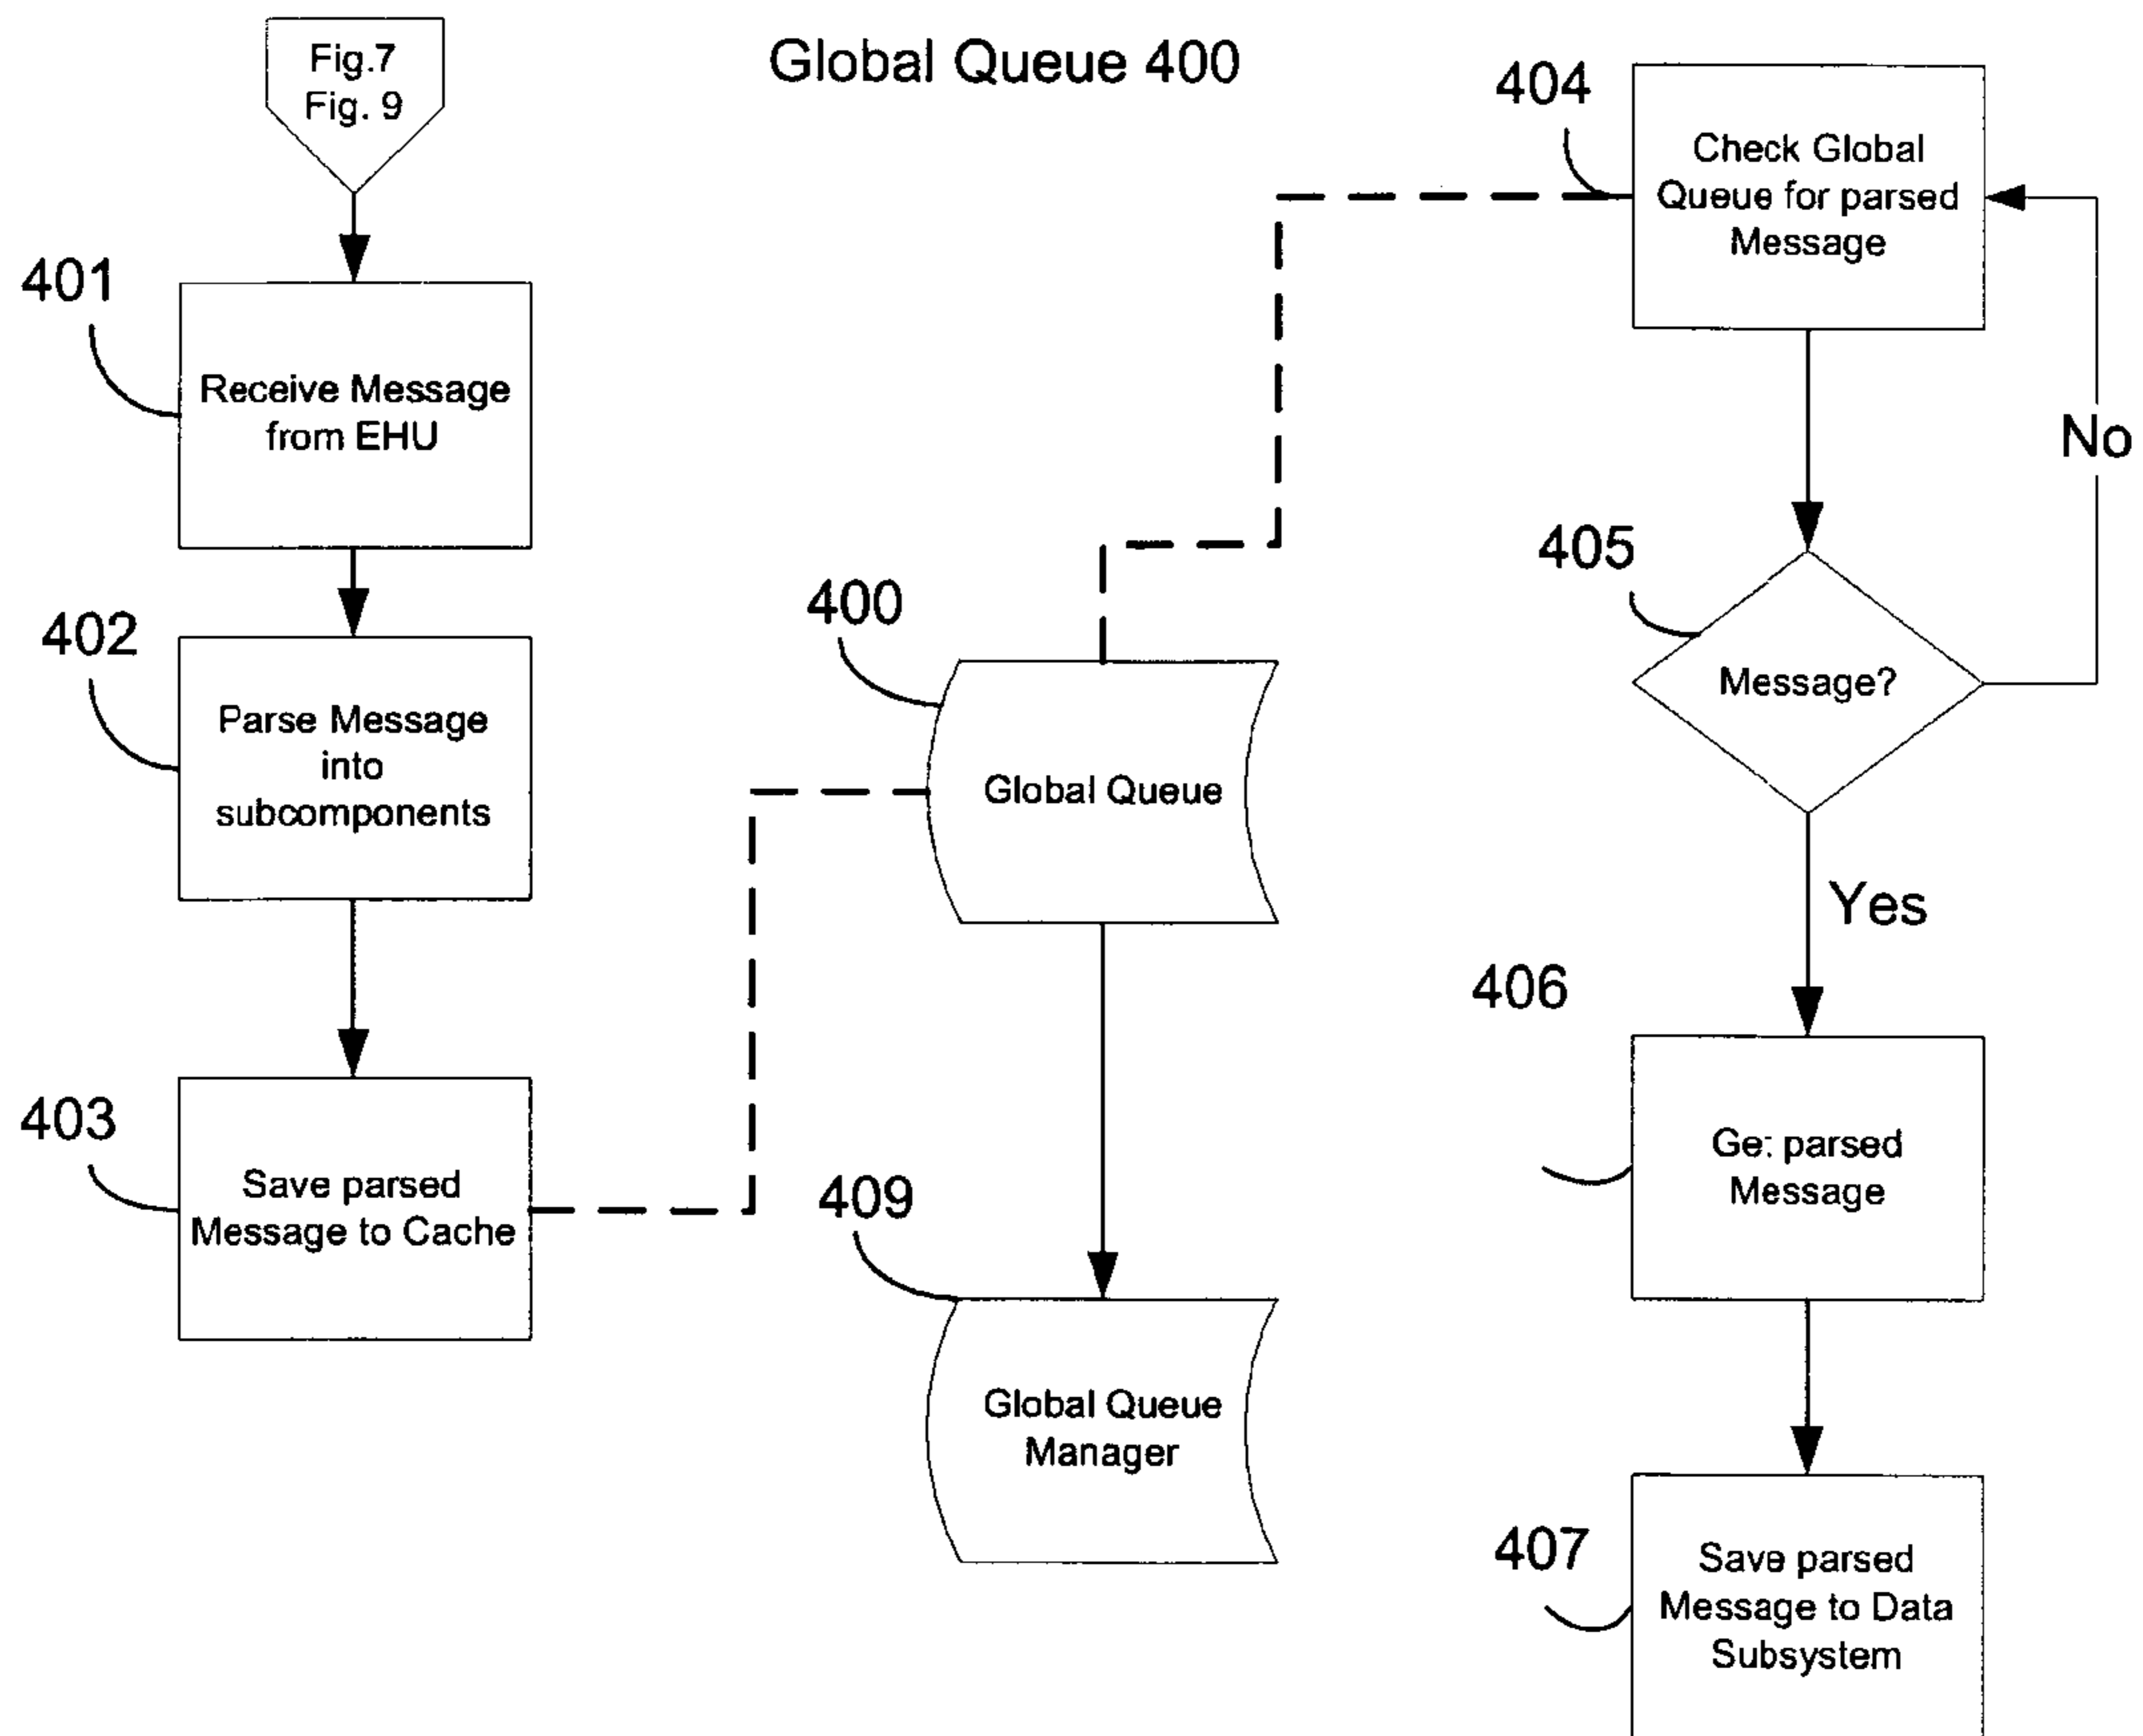 Fig.7
Fig. 9
Global Queue 400
401
Receive Message
from EHU
402
Parse Message
into
subcomponents
403
Save parsed
Message to Cache
400
Global Queue
409
Global Queue
Manager
404
Check Global
Queue for parsed
Message
No
405
Message?
Yes
406
Ge: parsed
Message
407
Save parsed
Message to Data
Subsystem